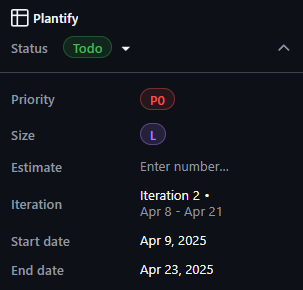 Plantify
Status Todo
Priority P0
Size L
Estimate Enter number...
Iteration Iteration 2 •
Apr 8 - Apr 21
Start date Apr 9, 2025
End date Apr 23, 2025